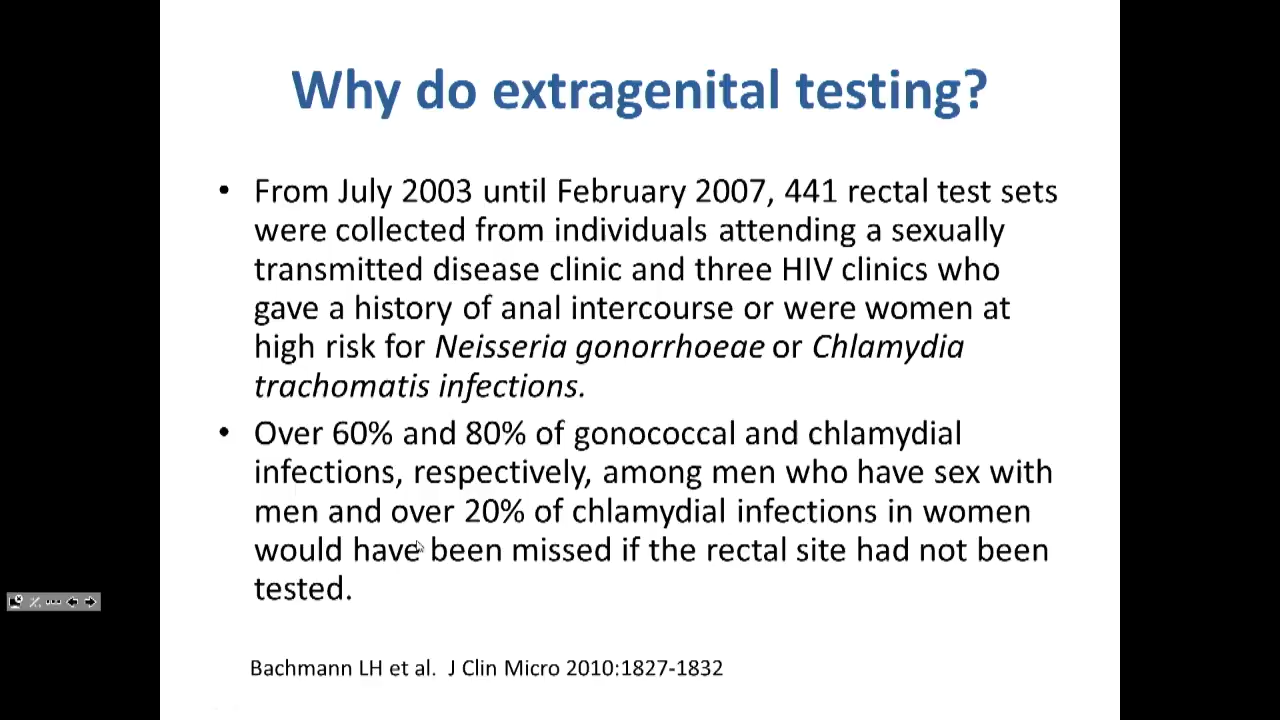 Why do extragenital testing?
• From July 2003 until February 2007, 441 rectal test sets
were collected from individuals attending a sexually
transmitted disease clinic and three HIV clinics who
gave a history of anal intercourse or were women at
high risk for Neisseria gonorrhoeae or Chlamydia
trachomatis infections.
• Over 60% and 80% of gonococcal and chlamydial
infections, respectively, among men who have sex with
men and over 20% of chlamydial infections in women
would have been missed if the rectal site had not been
tested.
Bachmann LH et al. J Clin Micro 2010:1827-1832